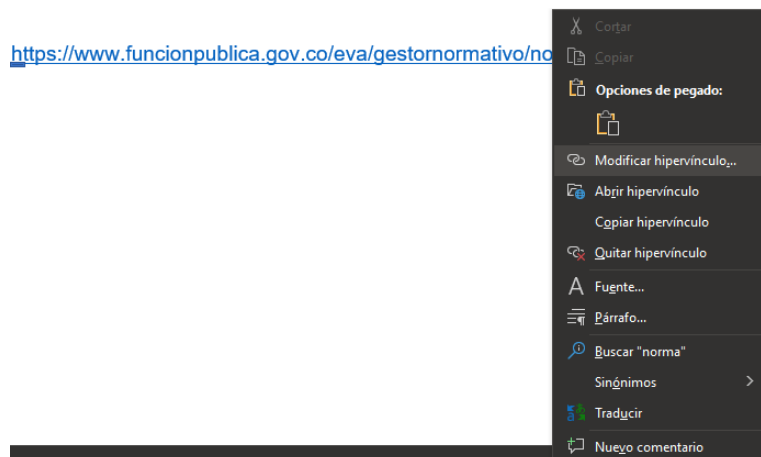 https://www.funcionpublica.gov.co/eva/gestornormativo/no
Cortar
Copiar
Opciones de pegado:
Modificar hipervínculo...
Abrir hipervínculo
Copiar hipervínculo
Quitar hipervínculo
Fuente...
Párrafo...
Buscar "norma"
Sinónimos
Traducir
Nuevo comentario